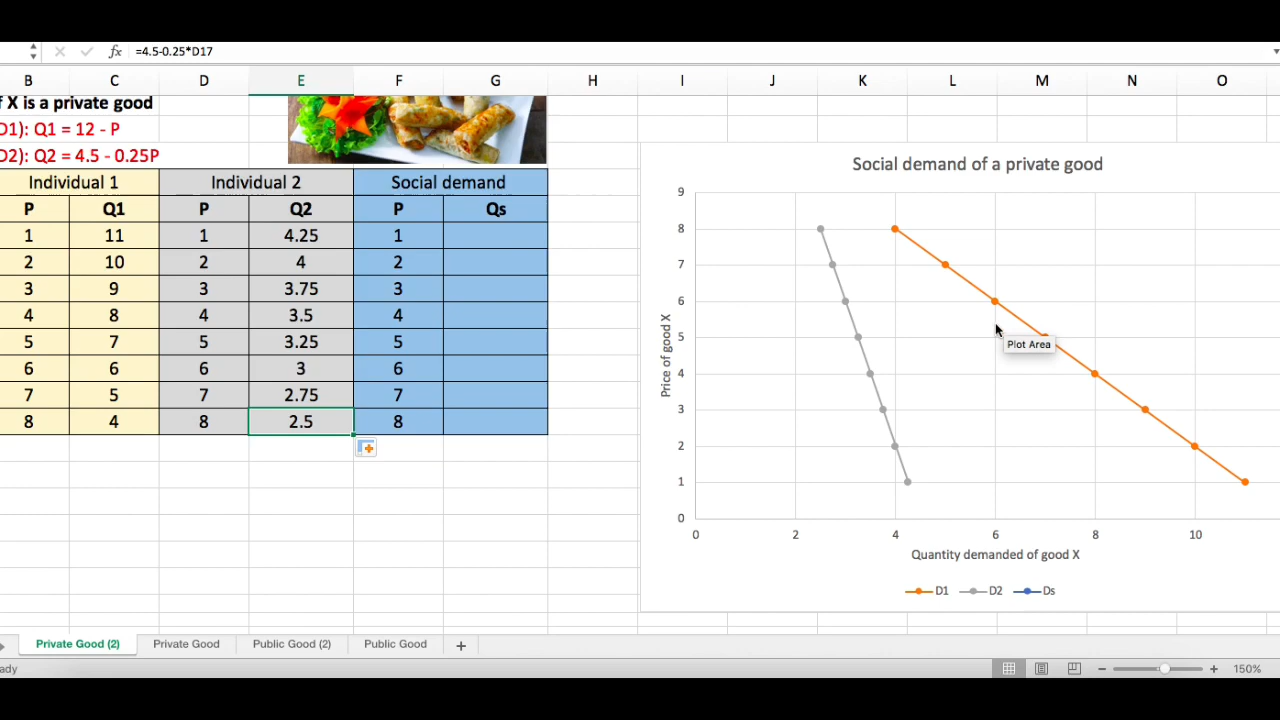 fx =4.5-0.25*D17
B C D E F G H I J K L M N O
f X is a private good
D1): Q1 = 12 - P
D2): Q2 = 4.5 - 0.25P
Individual 1 Individual 2 Social demand
P Q1 P Q2 P Qs
1 11 1 4.25 1
2 10 2 4 2
3 9 3 3.75 3
4 8 4 3.5 4
5 7 5 3.25 5
6 6 6 3 6
7 5 7 2.75 7
8 4 8 2.5 8
Social demand of a private good
9
8
7
6
5
4
3
2
1
0
Price of good X
Plot Area
0 2 4 6 8 10
Quantity demanded of good X
D1 D2 Ds
Private Good (2) Private Good Public Good (2) Public Good +
ady 150%